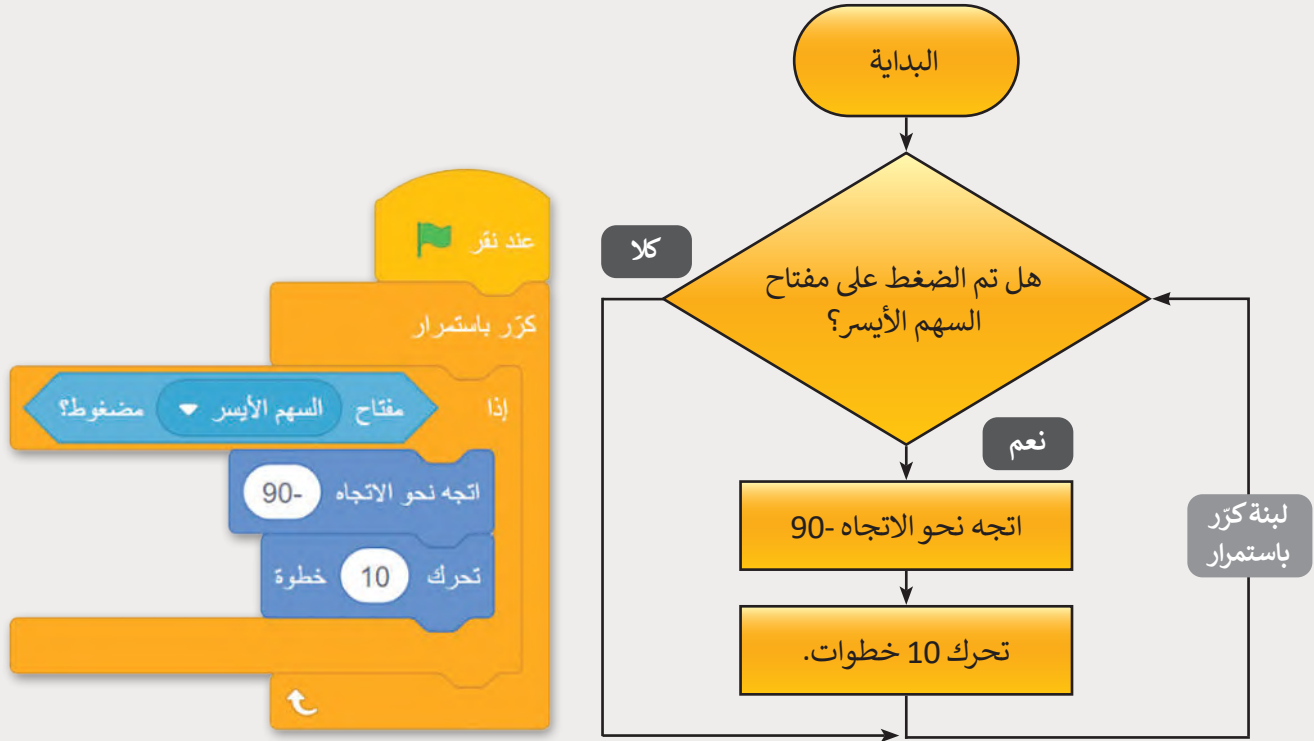 البداية
هل تم الضغط على مفتاح
السهم الأيسر؟
كلا
نعم
اتجه نحو الاتجاه -90
تحرك 10 خطوات.
لبنة كرّر
باستمرار
عند نقر
كرّر باستمرار
إذا مفتاح السهم الأيسر مضغوط؟
اتجه نحو الاتجاه -90
تحرك 10 خطوة